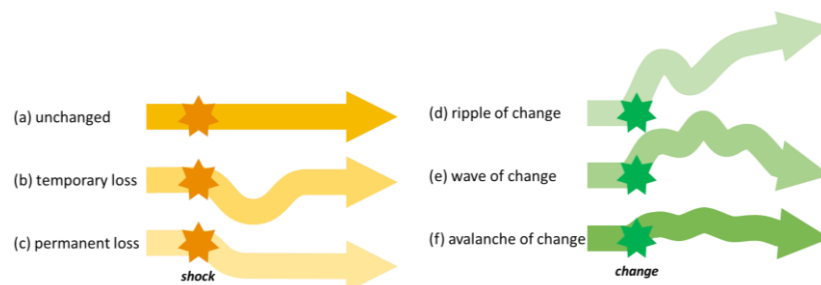 (a) unchanged
(b) temporary loss
(c) permanent loss
shock
(d) ripple of change
(e) wave of change
(f) avalanche of change
change